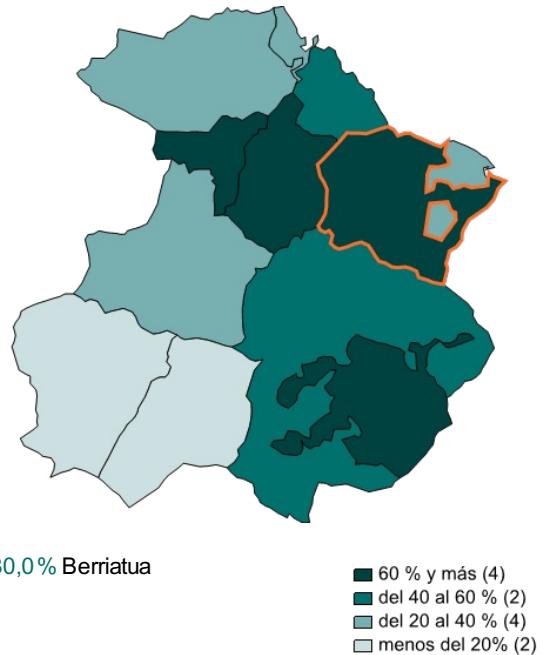 0,0% Berriatua
60 % y más (4)
del 40 al 60 % (2)
del 20 al 40 % (4)
menos del 20% (2)